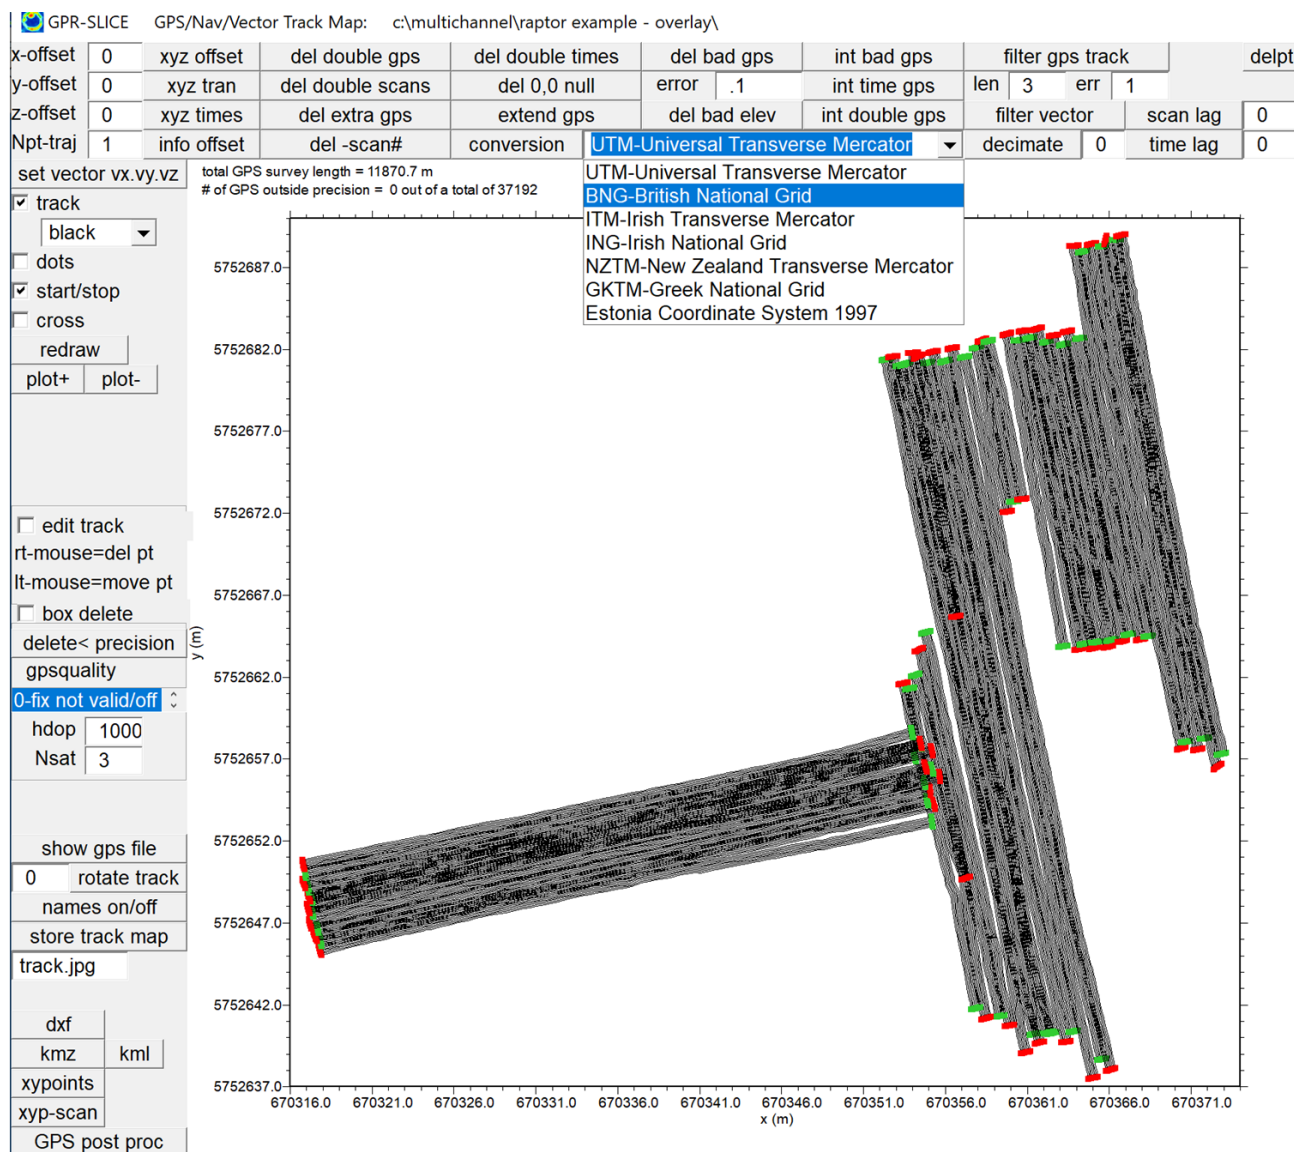 GPR-SLICE GPS/Nav/Vector Track Map: c:\multichannel\raptor example - overlay\
x-offset 0 xyz offset del double gps del double times del bad gps int bad gps filter gps track delpt
y-offset 0 xyz tran del double scans del 0,0 null error .1 int time gps len 3 err 1
z-offset 0 xyz times del extra gps extend gps del bad elev int double gps filter vector scan lag 0
Npt-traj 1 info offset del -scan# conversion UTM-Universal Transverse Mercator decimate 0 time lag 0
set vector vx.vy.vz
total GPS survey length = 11870.7 m
# of GPS outside precision = 0 out of a total of 37192
UTM-Universal Transverse Mercator
BNG-British National Grid
ITM-Irish Transverse Mercator
ING-Irish National Grid
NZTM-New Zealand Transverse Mercator
GKTM-Greek National Grid
Estonia Coordinate System 1997
track
black
dots
start/stop
cross
redraw
plot+ plot-
edit track
rt-mouse=del pt
lt-mouse=move pt
box delete
delete< precision
gpsquality
0-fix not valid/off
hdop 1000
Nsat 3
show gps file
0 rotate track
names on/off
store track map
track.jpg
dxf
kmz kml
xypoints
xyp-scan
GPS post proc
5752687.0
5752682.0
5752677.0
5752672.0
5752667.0
5752662.0
5752657.0
5752652.0
5752647.0
5752642.0
5752637.0
y (m)
670316.0 670321.0 670326.0 670331.0 670336.0 670341.0 670346.0 670351.0 670356.0 670361.0 670366.0 670371.0
x (m)